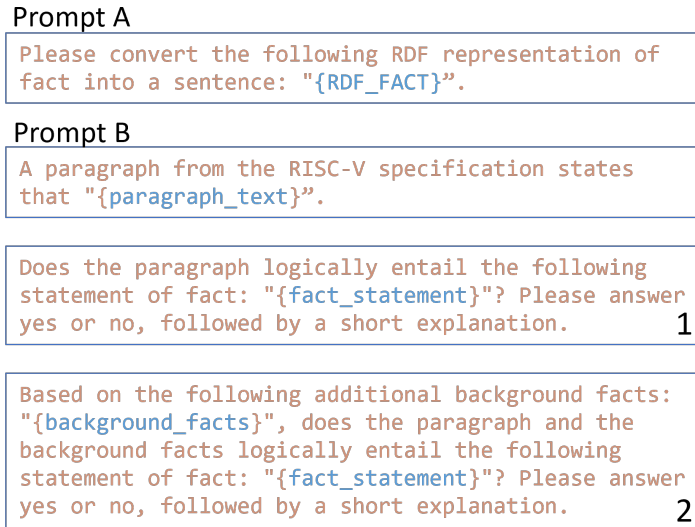 Prompt A
Please convert the following RDF representation of
fact into a sentence: "{RDF_FACT}”.
Prompt B
A paragraph from the RISC-V specification states
that "{paragraph_text}”.
Does the paragraph logically entail the following
statement of fact: "{fact_statement}"? Please answer
yes or no, followed by a short explanation.
1
Based on the following additional background facts:
"{background_facts}", does the paragraph and the
background facts logically entail the following
statement of fact: "{fact_statement}"? Please answer
yes or no, followed by a short explanation.
2